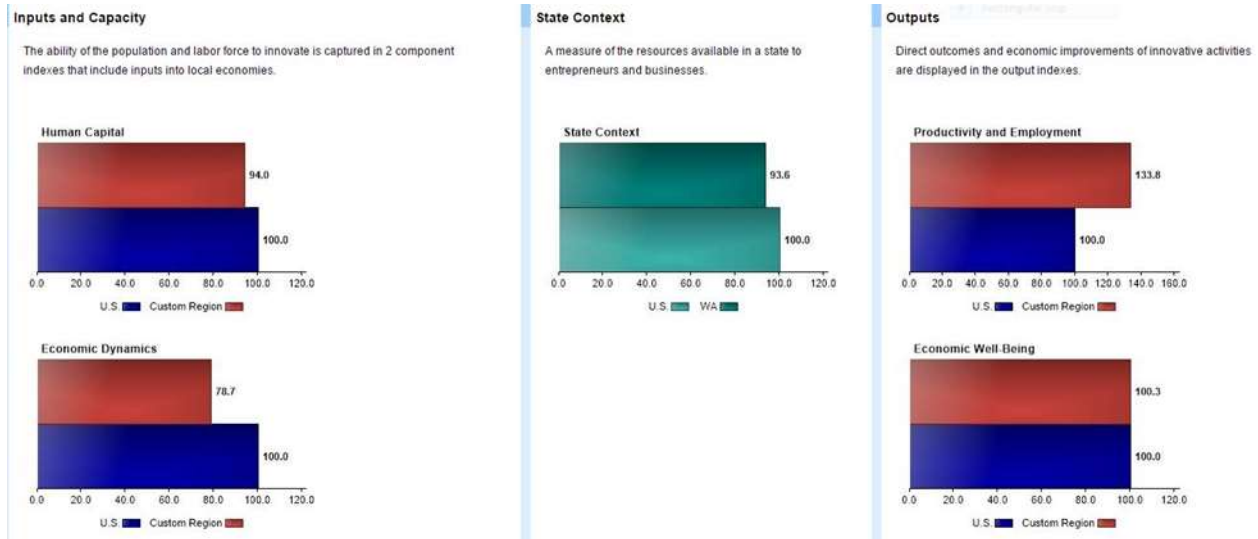 Inputs and Capacity
The ability of the population and labor force to innovate is captured in 2 component
indexes that include inputs into local economies.
Human Capital
94.0
100.0
0.0 20.0 40.0 60.0 80.0 100.0 120.0
U.S. Custom Region
Economic Dynamics
78.7
100.0
0.0 20.0 40.0 60.0 80.0 100.0 120.0
U.S. Custom Region
State Context
A measure of the resources available in a state to
entrepreneurs and businesses.
State Context
93.6
100.0
0.0 20.0 40.0 60.0 80.0 100.0 120.0
U.S. WA
Outputs
Direct outcomes and economic improvements of innovative activities
are displayed in the output indexes.
Productivity and Employment
133.8
100.0
0.0 20.0 40.0 60.0 80.0 100.0 120.0 140.0 160.0
U.S. Custom Region
Economic Well-Being
100.3
100.0
0.0 20.0 40.0 60.0 80.0 100.0 120.0
U.S. Custom Region